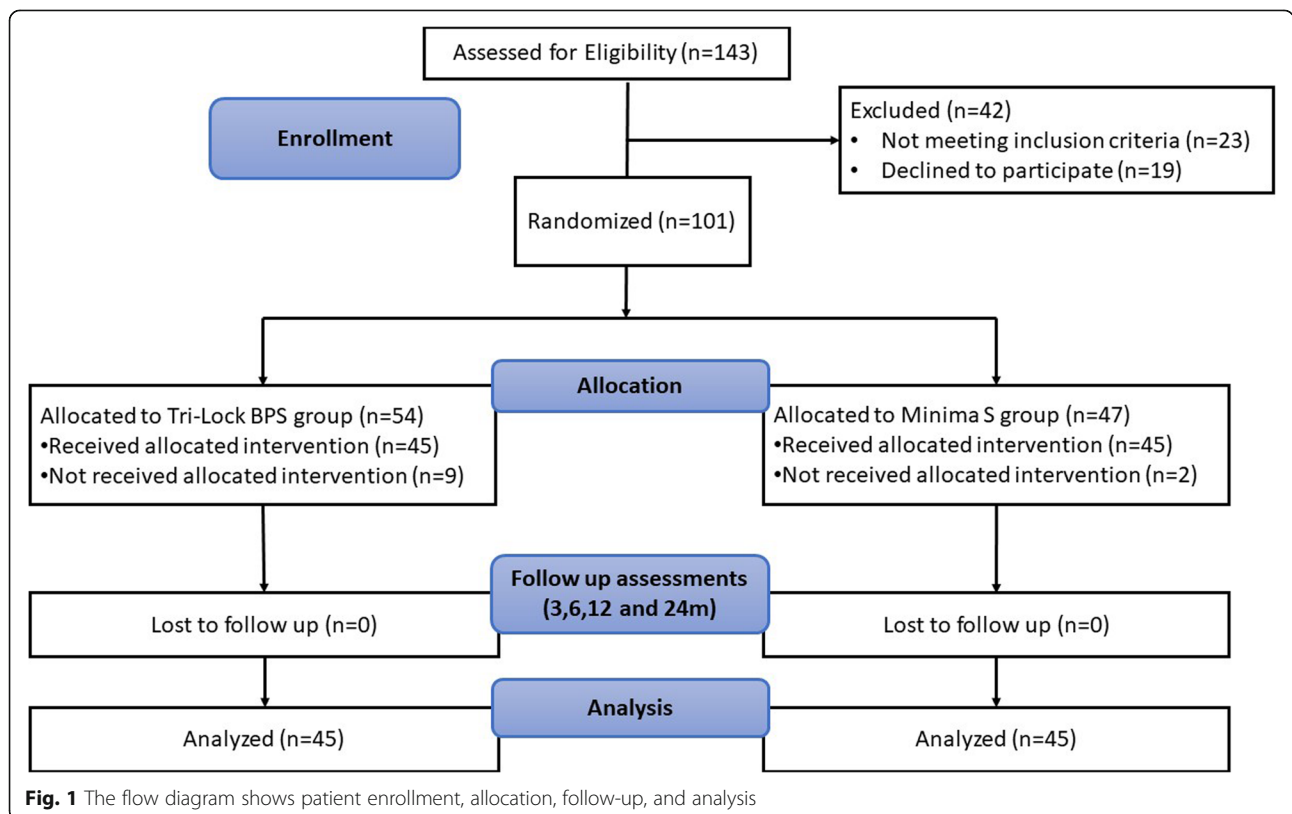 Assessed for Eligibility (n=143)
Enrollment
Excluded (n=42)
• Not meeting inclusion criteria (n=23)
• Declined to participate (n=19)
Randomized (n=101)
Allocation
Allocated to Tri-Lock BPS group (n=54)
•Received allocated intervention (n=45)
•Not received allocated intervention (n=9)
Allocated to Minima S group (n=47)
•Received allocated intervention (n=45)
•Not received allocated intervention (n=2)
Follow up assessments
(3,6,12 and 24m)
Lost to follow up (n=0)
Lost to follow up (n=0)
Analysis
Analyzed (n=45)
Analyzed (n=45)
Fig. 1 The flow diagram shows patient enrollment, allocation, follow-up, and analysis